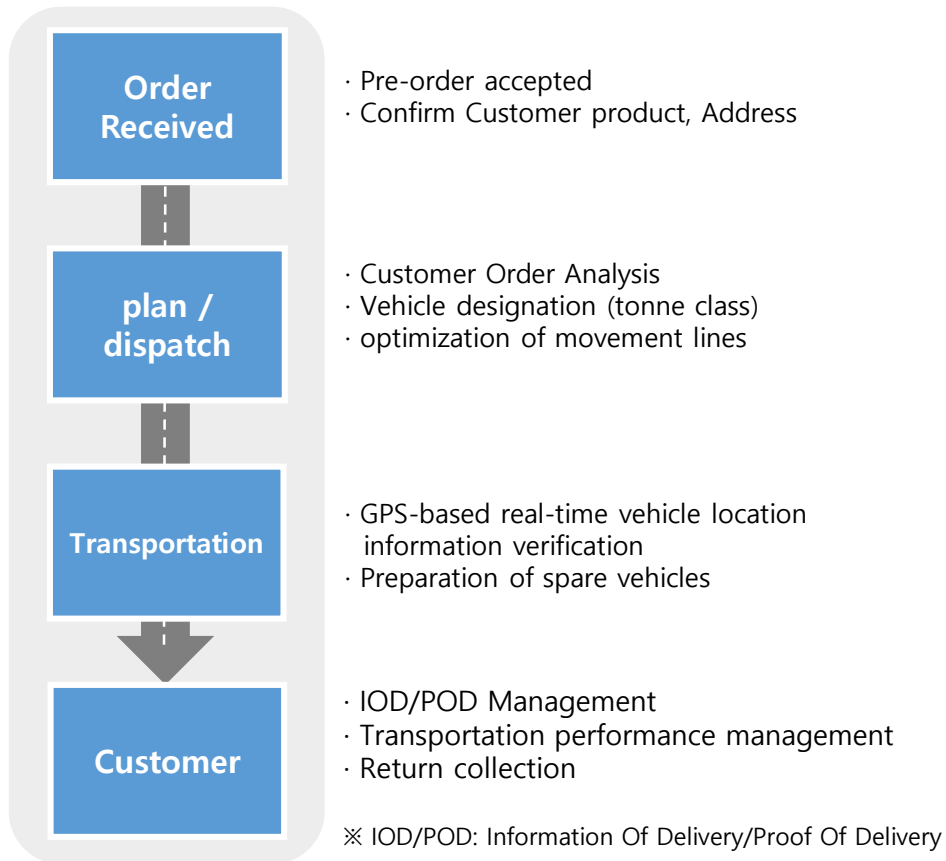 Order
Received
· Pre-order accepted
· Confirm Customer product, Address
plan /
dispatch
· Customer Order Analysis
· Vehicle designation (tonne class)
· optimization of movement lines
Transportation
· GPS-based real-time vehicle location
information verification
· Preparation of spare vehicles
Customer
· IOD/POD Management
· Transportation performance management
· Return collection
※ IOD/POD: Information Of Delivery/Proof Of Delivery